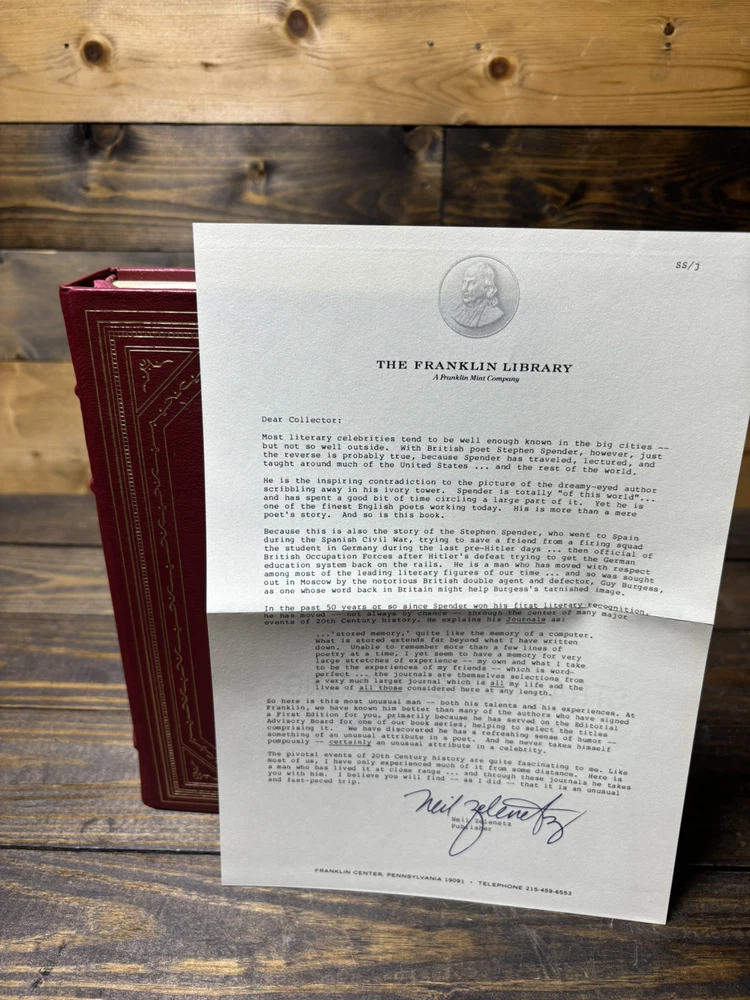 SS/j
THE FRANKLIN LIBRARY
A Franklin Mint Company
Dear Collector:
Most literary celebrities tend to be well enough known in the big cities --
but not so well outside. With British poet Stephen Spender, however, just
the reverse is probably true, because Spender has traveled, lectured, and
taught around much of the United States ... and the rest of the world.
He is the inspiring contradiction to the picture of the dreamy-eyed author
scribbling away in his ivory tower. Spender is totally "of this world"...
and has spent a good bit of time circling a large part of it. Yet he is
one of the finest English poets working today. His is more than a mere
poet's story. And so is this book.
Because this is also the story of the Stephen Spender, who went to Spain
during the Spanish Civil War, trying to save a friend from a firing squad
... the student in Germany during the last pre-Hitler days ... then official of
British Occupation Forces after Hitler's defeat trying to get the German
education system back on the rails. He is a man who has moved with respect
among most of the leading literary figures of our time ... and so was sought
out in Moscow by the notorious British double agent and defector, Guy Burgess,
as one whose word back in Britain might help Burgess's tarnished image.
In the past 50 years or so since Spender won his first literary recognition,
he has moved -- not always by chance -- through the center of many major
events of 20th Century history. He explains his Journals as:
...'stored memory,' quite like the memory of a computer.
What is stored extends far beyond what I have written
down. Unable to remember more than a few lines of
poetry at a time, I yet seem to have a memory for very
large stretches of experience -- my own and what I take
to be the experiences of my friends -- which is word-
perfect ... the journals are themselves selections from
a very much larger journal which is all my life and the
lives of all those considered here at any length.
So here is this most unusual man -- both his talents and his experiences. At
Franklin, we have known him better than many of the authors who have signed
a First Edition for you, primarily because he has served on the Editorial
Advisory Board for one of our book series, helping to select the titles
comprising it. We have discovered he has a refreshing sense of humor --
something of an unusual attribute in a poet. And he never takes himself
pompously -- certainly an unusual attribute in a celebrity.
The pivotal events of 20th Century history are quite fascinating to me. Like
most of us, I have only experienced much of it from some distance. Here is
a man who has lived it at close range ... and through these journals he takes
you with him. I believe you will find -- as I did -- that it is an unusual
and fast-paced trip.
Neil Zelenetz
Neil Zelenetz
Publisher
FRANKLIN CENTER, PENNSYLVANIA 19091 • TELEPHONE 215-459-6553